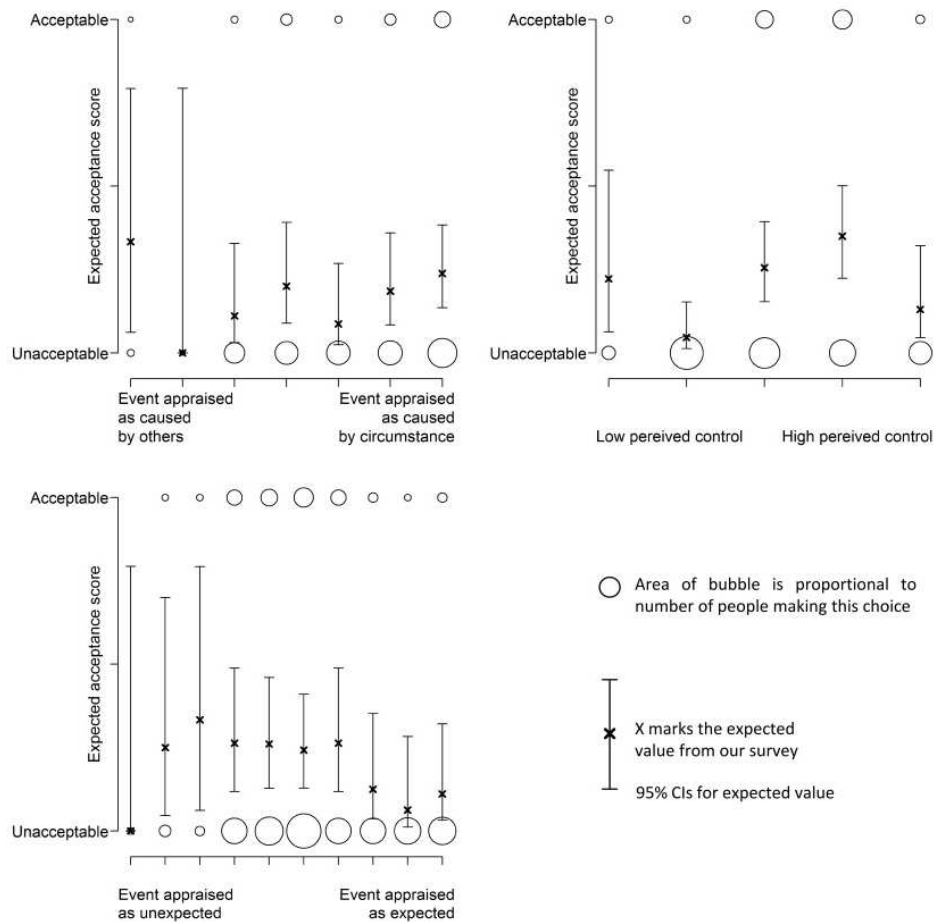 Acceptable
Expected acceptance score
Unacceptable
Event appraised
as caused
by others
Event appraised
as caused
by circumstance
Acceptable
Expected acceptance score
Unacceptable
Low pereived control
High pereived control
Acceptable
Expected acceptance score
Unacceptable
Event appraised
as unexpected
Event appraised
as expected
Area of bubble is proportional to
number of people making this choice
X marks the expected
value from our survey
95% CIs for expected value